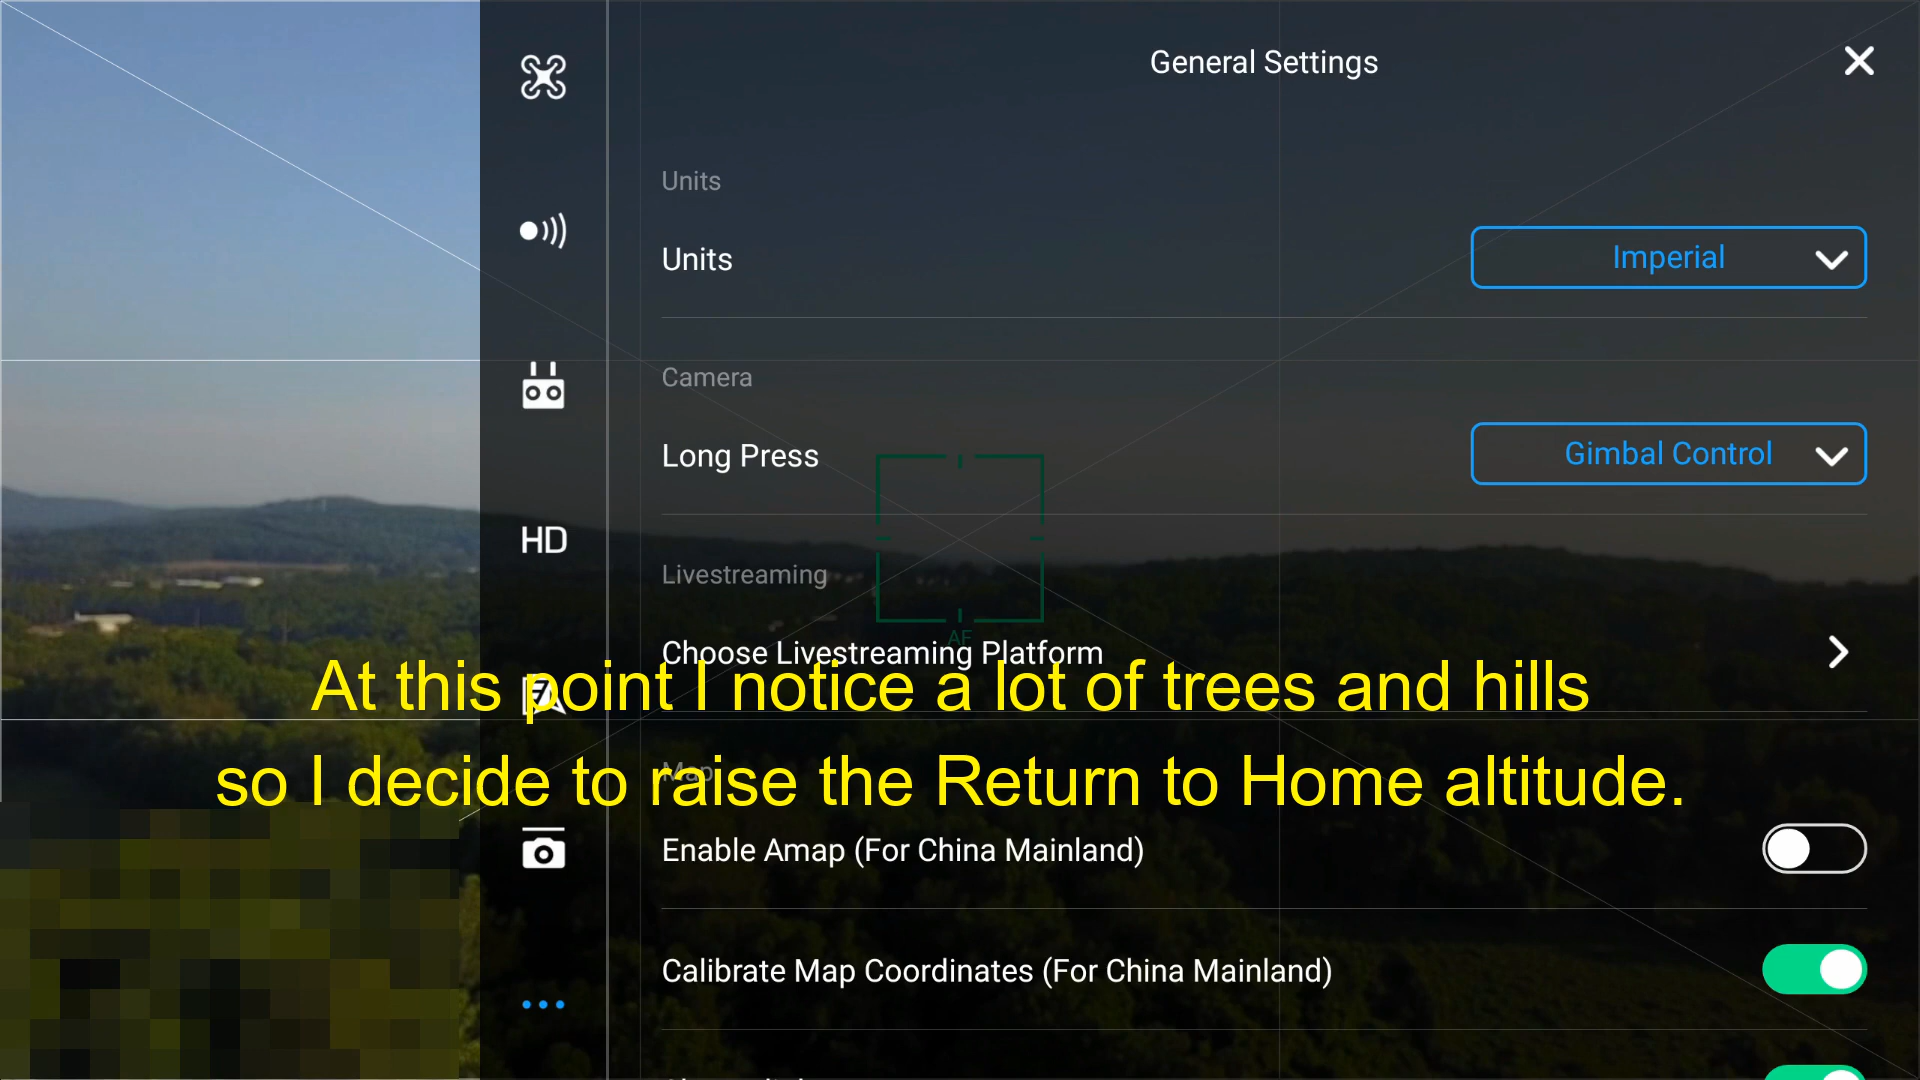 General Settings
Units
Units
Imperial
Camera
Long Press
Gimbal Control
HD
Livestreaming
AF
Choose Livestreaming Platform
At this point I notice a lot of trees and hills
Map
so I decide to raise the Return to Home altitude.
Enable Amap (For China Mainland)
Calibrate Map Coordinates (For China Mainland)